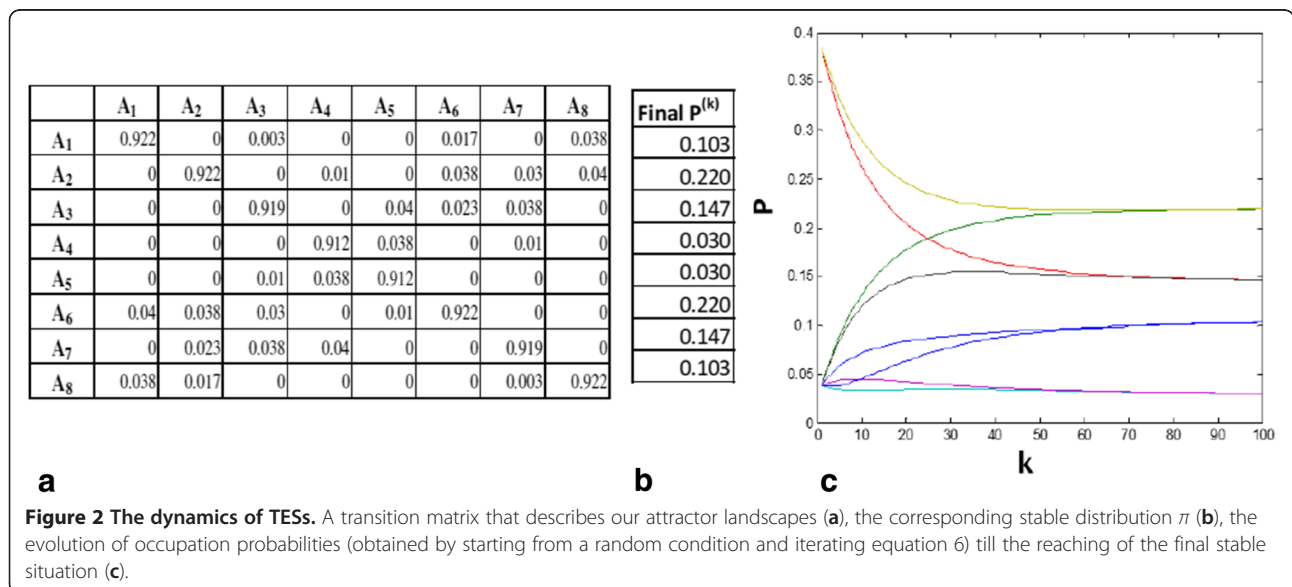 A1 A2 A3 A4 A5 A6 A7 A8
A1 0.922 0 0.003 0 0 0.017 0 0.038
A2 0 0.922 0 0.01 0 0.038 0.03 0.04
A3 0 0 0.919 0 0.04 0.023 0.038 0
A4 0 0 0 0.912 0.038 0 0.01 0
A5 0 0 0.01 0.038 0.912 0 0 0
A6 0.04 0.038 0.03 0 0.01 0.922 0 0
A7 0 0.023 0.038 0.04 0 0 0.919 0
A8 0.038 0.017 0 0 0 0 0.003 0.922
a
Final P(k)
0.103
0.220
0.147
0.030
0.030
0.220
0.147
0.103
b
0.4
0.35
0.3
0.25
0.2
0.15
0.1
0.05
0
P
0 10 20 30 40 50 60 70 80 90 100
k
c
Figure 2 The dynamics of TESs. A transition matrix that describes our attractor landscapes (a), the corresponding stable distribution π (b), the
evolution of occupation probabilities (obtained by starting from a random condition and iterating equation 6) till the reaching of the final stable
situation (c).